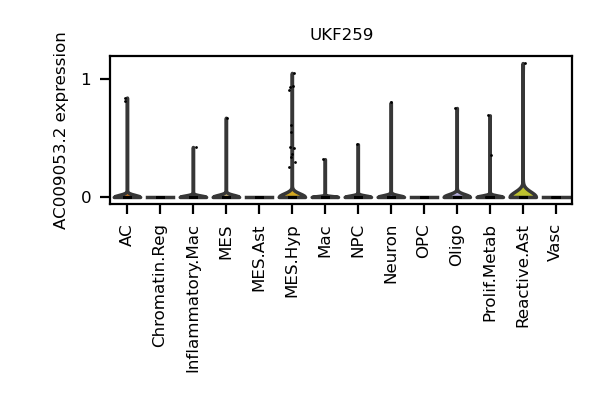 UKF259
AC009053.2 expression
1
0
AC
Chromatin.Reg
Inflammatory.Mac
MES
MES.Ast
MES.Hyp
Mac
NPC
Neuron
OPC
Oligo
Prolif.Metab
Reactive.Ast
Vasc